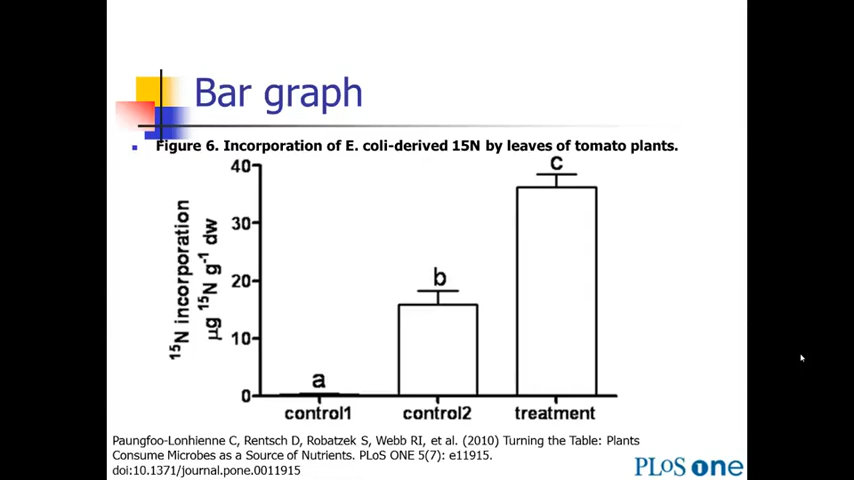 Bar graph
Figure 6. Incorporation of E. coli-derived 15N by leaves of tomato plants.
15N incorporation
µg 15N g-1 dw
40
30
20
10
0
a
b
c
control1
control2
treatment
Paungfoo-Lonhienne C, Rentsch D, Robatzek S, Webb RI, et al. (2010) Turning the Table: Plants
Consume Microbes as a Source of Nutrients. PLoS ONE 5(7): e11915.
doi:10.1371/journal.pone.0011915
PLoS one